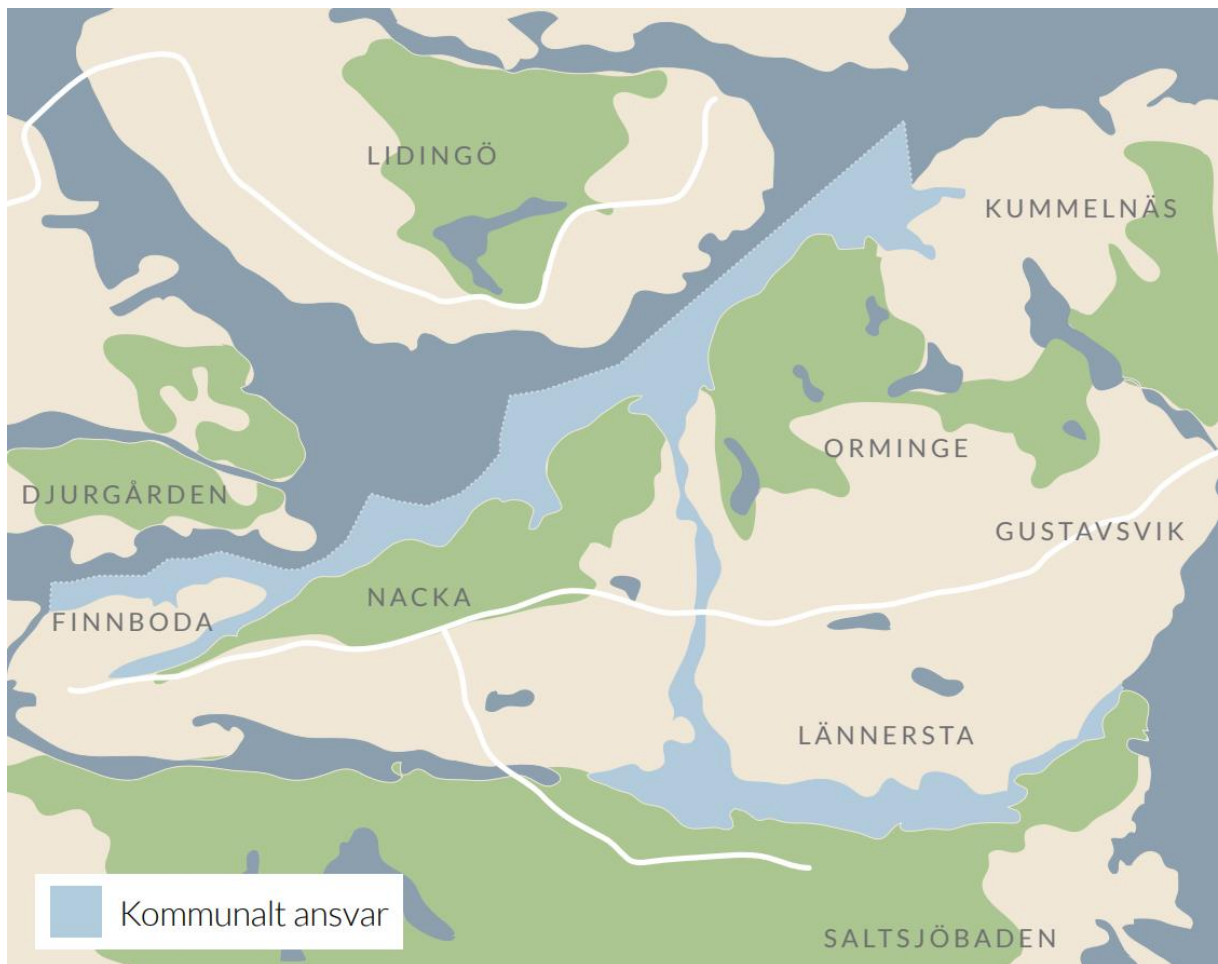 LIDINGÖ
KUMMELNÄS
ORMINGE
DJURGÅRDEN
GUSTAVSVIK
NACKA
FINNBODA
LÄNNERSTA
Kommunalt ansvar
SALTSJÖBADEN